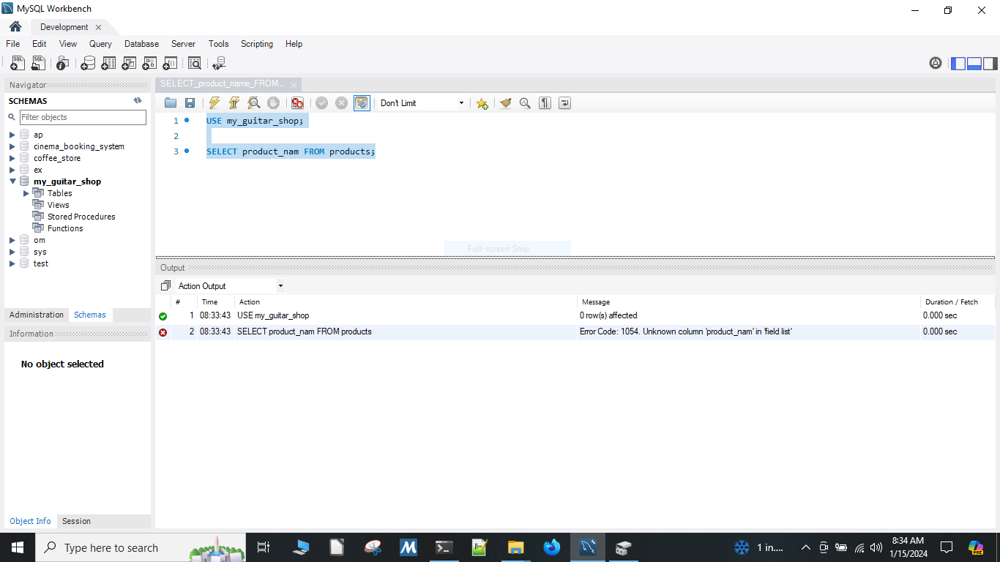 MySQL Workbench
Development
File Edit View Query Database Server Tools Scripting Help
Navigator
SCHEMAS
Filter objects
ap
cinema_booking_system
coffee_store
ex
my_guitar_shop
Tables
Views
Stored Procedures
Functions
om
sys
test
Administration Schemas
Information
No object selected
Object Info Session
SELECT_product_name_FROM...
Don't Limit
1 USE my_guitar_shop;
2
3 SELECT product_nam FROM products;
Full-screen Snip
Output
Action Output
# Time Action Message Duration / Fetch
1 08:33:43 USE my_guitar_shop 0 row(s) affected 0.000 sec
2 08:33:43 SELECT product_nam FROM products Error Code: 1054. Unknown column 'product_nam' in 'field list' 0.000 sec
Type here to search
1 in....
8:34 AM
1/15/2024